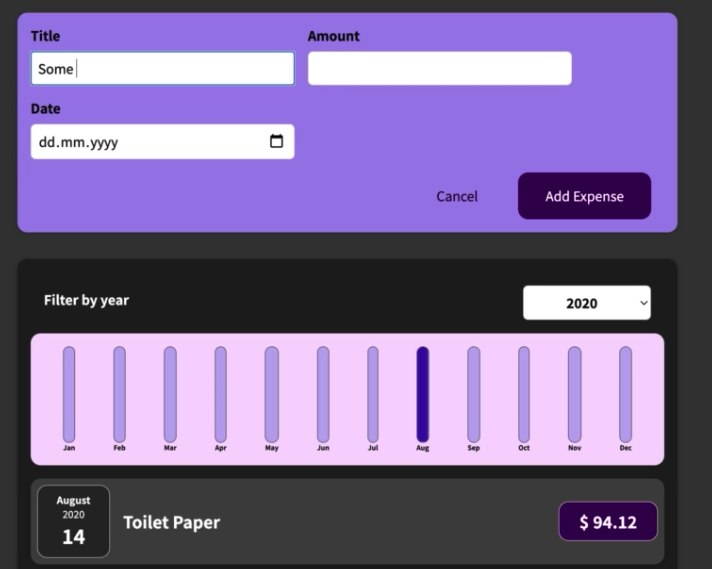 Title Amount
Some
Date
dd.mm.yyyy
Cancel Add Expense
Filter by year 2020
Jan Feb Mar Apr May Jun Jul Aug Sep Oct Nov Dec
August
2020
14
Toilet Paper
$ 94.12